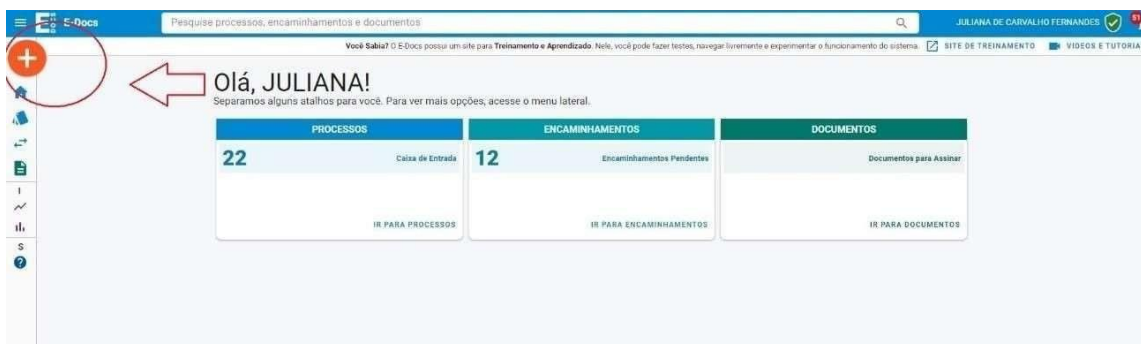 E-Docs
Pesquise processos, encaminhamentos e documentos
JULIANA DE CARVALHO FERNANDES
51
Você Sabia? O E-Docs possui um site para Treinamento e Aprendizado. Nele, você pode fazer testes, navegar livremente e experimentar o funcionamento do sistema.
SITE DE TREINAMENTO
VIDEOS E TUTORIA
Olá, JULIANA!
Separamos alguns atalhos para você. Para ver mais opções, acesse o menu lateral.
PROCESSOS
22 Caixa de Entrada
IR PARA PROCESSOS
ENCAMINHAMENTOS
12 Encaminhamentos Pendentes
IR PARA ENCAMINHAMENTOS
DOCUMENTOS
Documentos para Assinar
IR PARA DOCUMENTOS
I
S